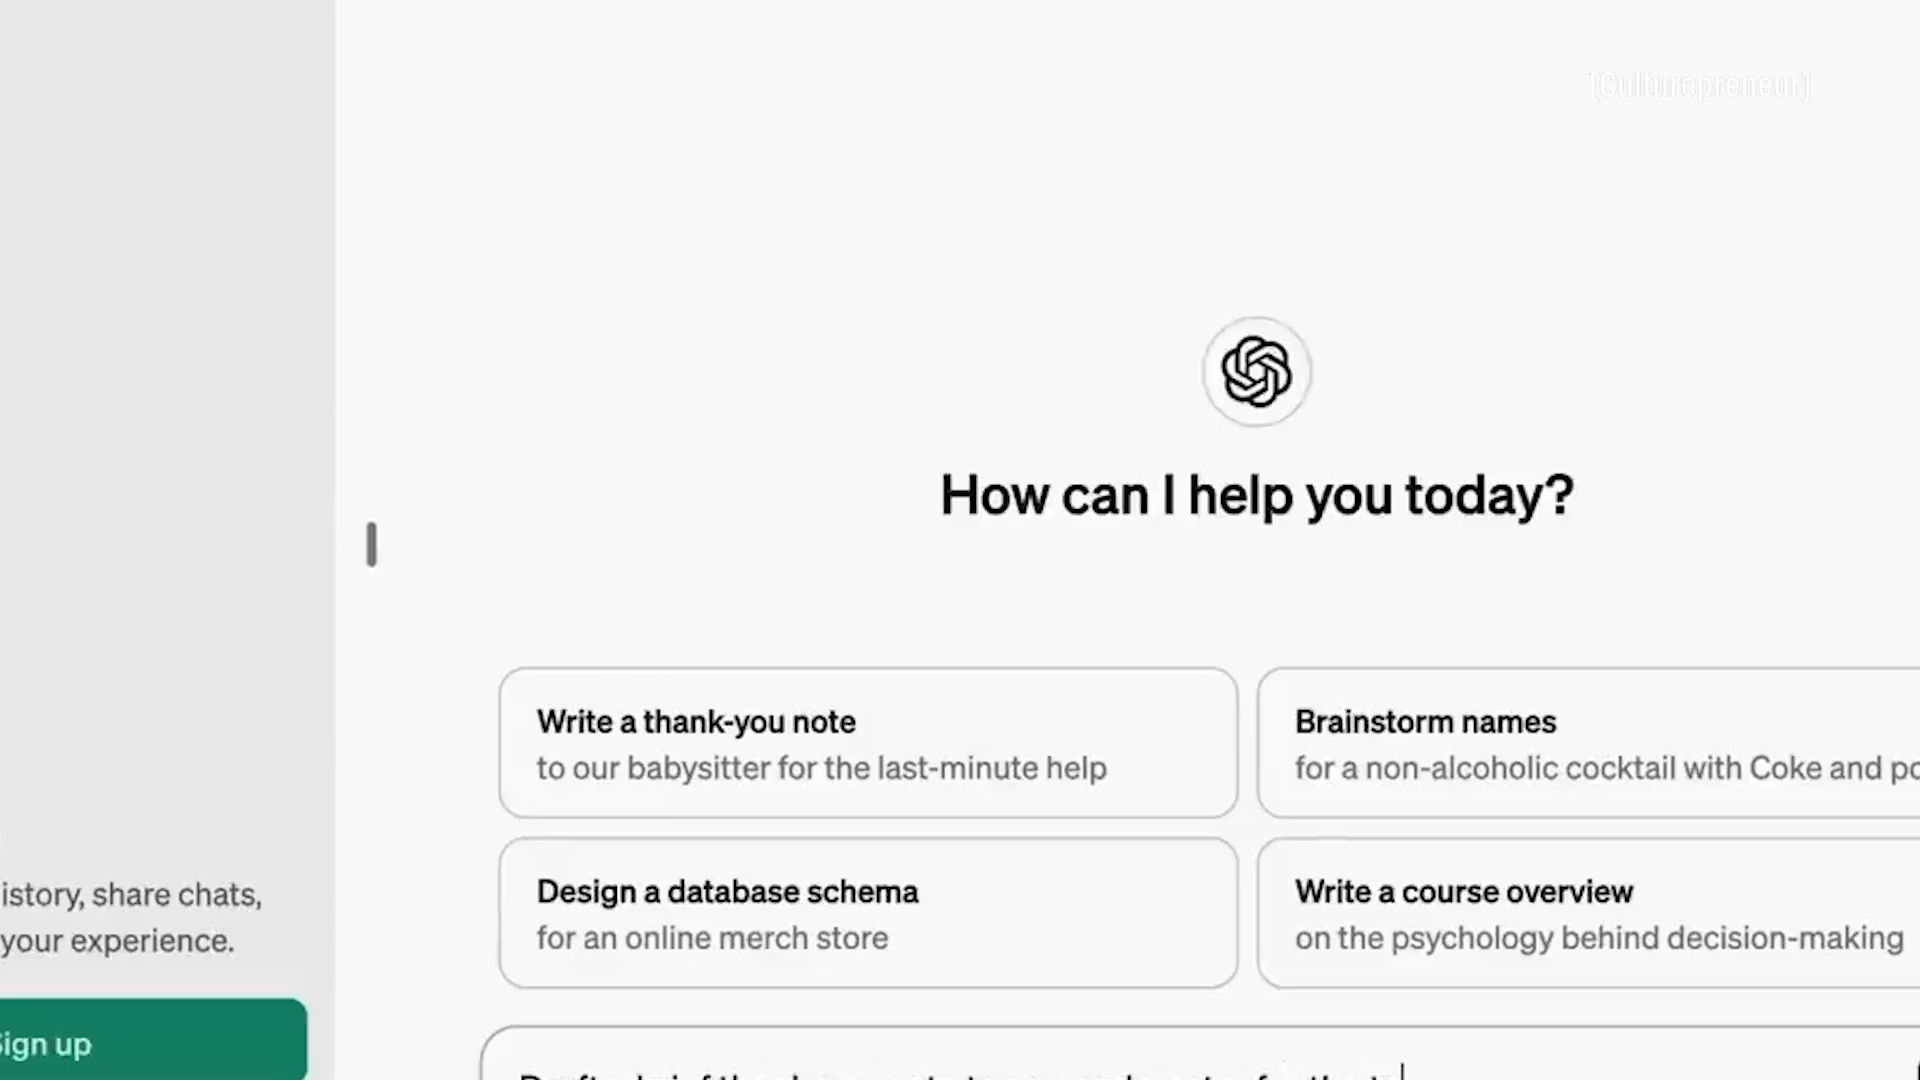 [Culturepreneur]
How can I help you today?
Write a thank-you note
to our babysitter for the last-minute help
Brainstorm names
for a non-alcoholic cocktail with Coke and
Design a database schema
for an online merch store
Write a course overview
on the psychology behind decision-making
istory, share chats,
your experience.
Sign up